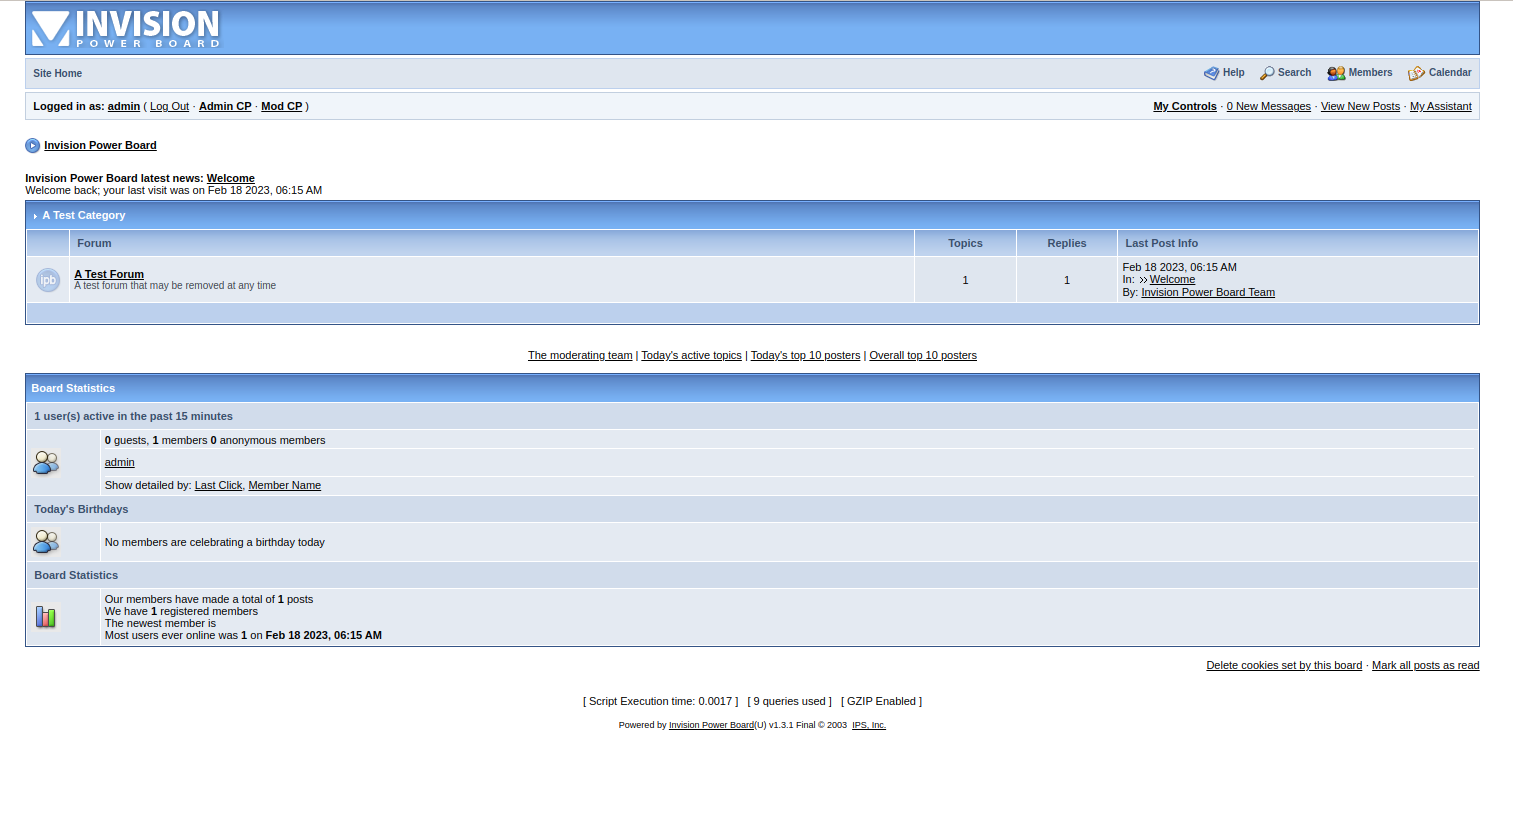 INVISION
POWER BOARD
Site Home Help Search Members Calendar
Logged in as: admin ( Log Out · Admin CP · Mod CP ) My Controls · 0 New Messages · View New Posts · My Assistant
Invision Power Board
Invision Power Board latest news: Welcome
Welcome back; your last visit was on Feb 18 2023, 06:15 AM
A Test Category
Forum Topics Replies Last Post Info
ipb
A Test Forum
A test forum that may be removed at any time
1
1
Feb 18 2023, 06:15 AM
In: Welcome
By: Invision Power Board Team
The moderating team | Today's active topics | Today's top 10 posters | Overall top 10 posters
Board Statistics
1 user(s) active in the past 15 minutes
0 guests, 1 members 0 anonymous members
admin
Show detailed by: Last Click, Member Name
Today's Birthdays
No members are celebrating a birthday today
Board Statistics
Our members have made a total of 1 posts
We have 1 registered members
The newest member is
Most users ever online was 1 on Feb 18 2023, 06:15 AM
Delete cookies set by this board · Mark all posts as read
[ Script Execution time: 0.0017 ] [ 9 queries used ] [ GZIP Enabled ]
Powered by Invision Power Board(U) v1.3.1 Final © 2003 IPS, Inc.